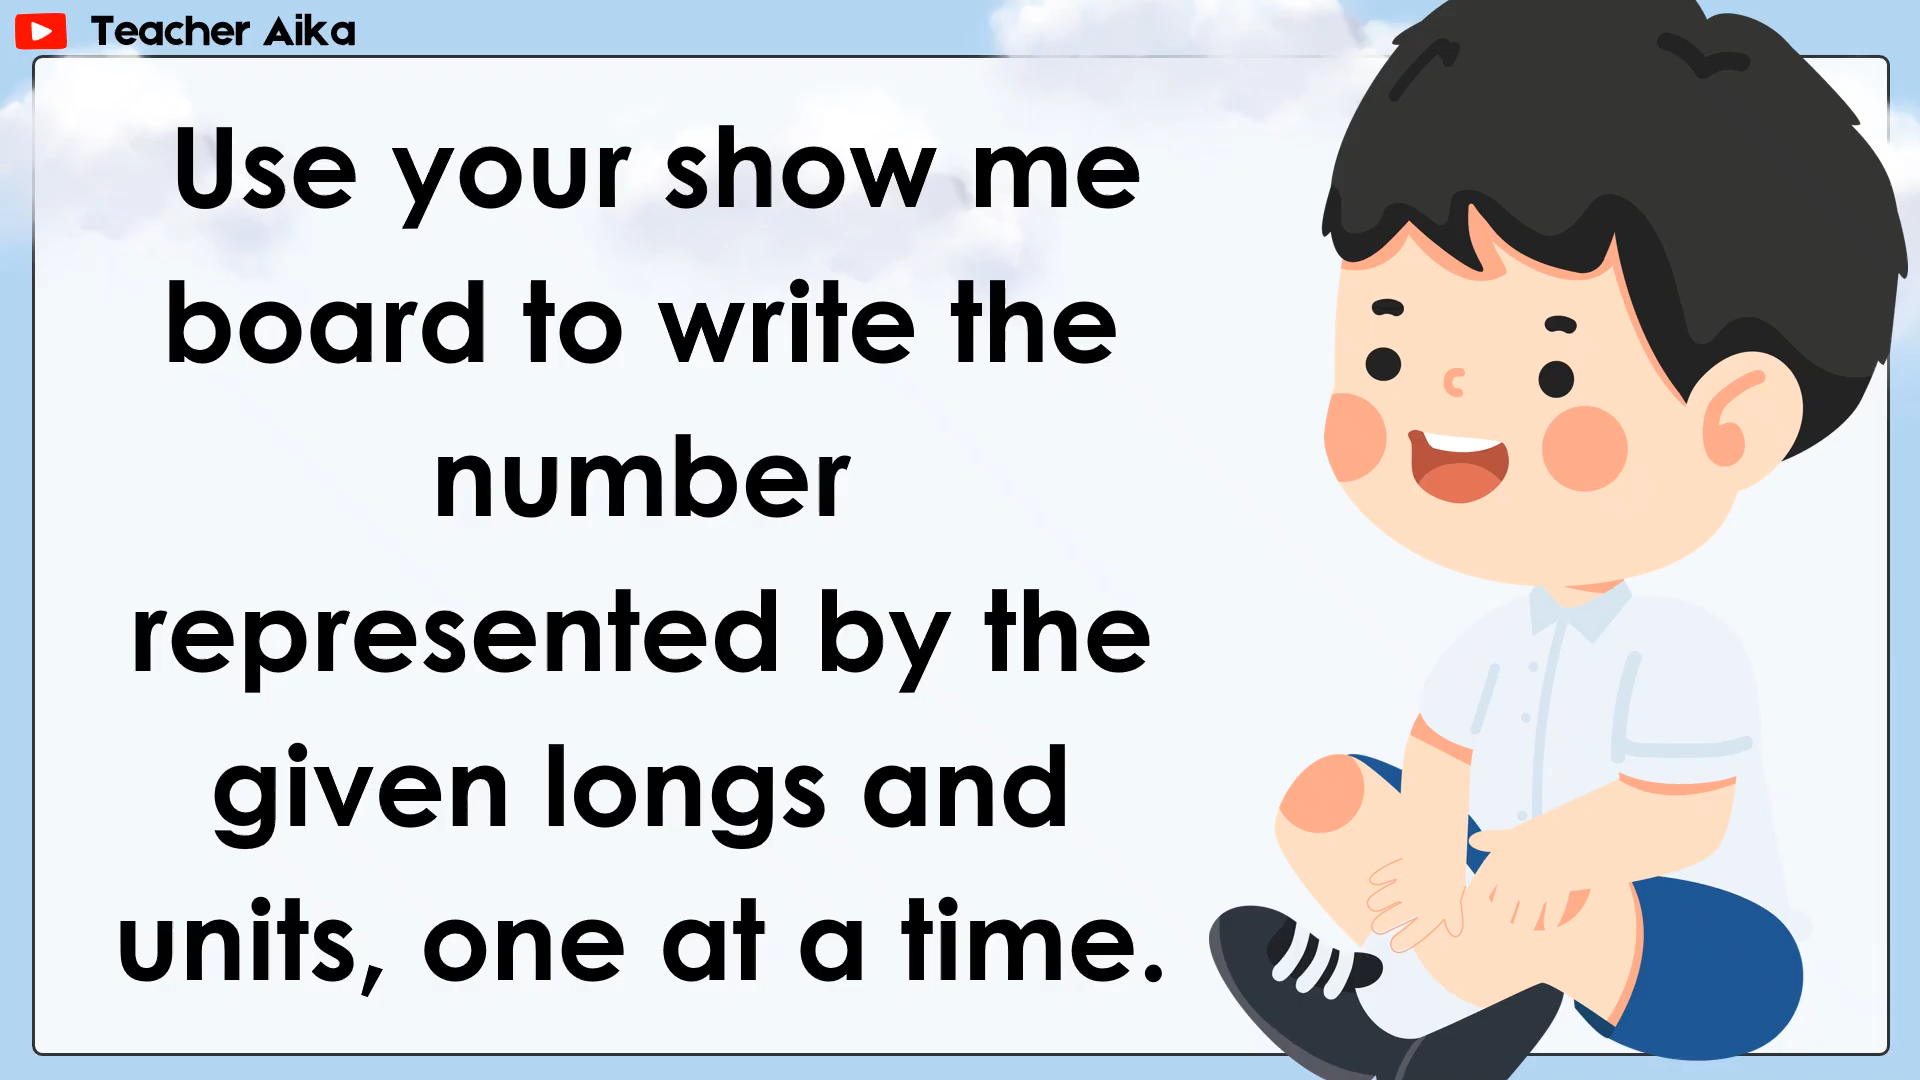 Teacher Aika
Use your show me
board to write the
number
represented by the
given longs and
units, one at a time.